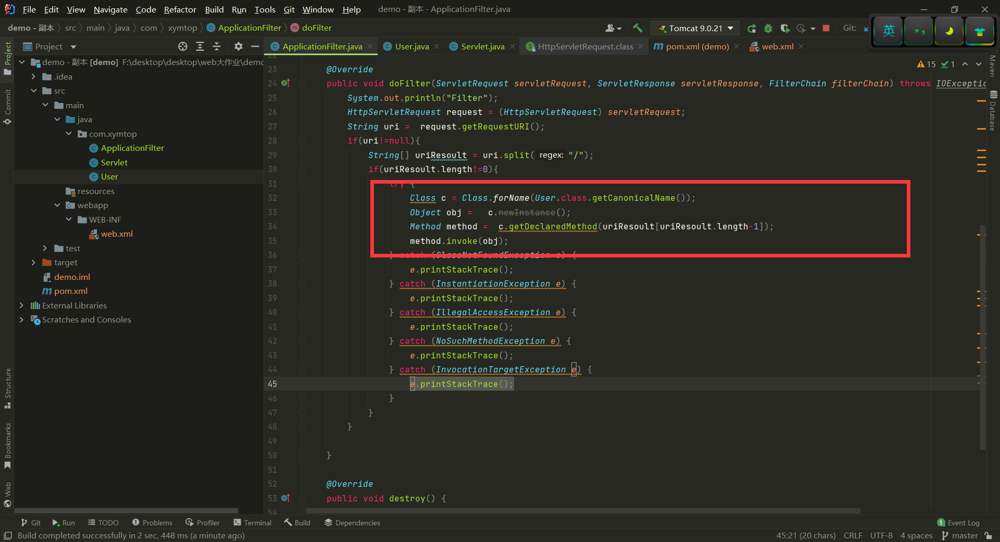 File Edit View Navigate Code Refactor Build Run Tools Git Window Help demo - 副本 - ApplicationFilter.java
demo - 副本 src main java com xymtop ApplicationFilter doFilter Tomcat 9.0.21 Git: 英
Project ApplicationFilter.java User.java Servlet.java HttpServletRequest.class pom.xml (demo) web.xml
demo - 副本 [demo] F:\desktop\desktop\web大作业\demo
.idea
src
main
java
com.xymtop
ApplicationFilter
Servlet
User
resources
webapp
WEB-INF
web.xml
test
target
demo.iml
pom.xml
External Libraries
Scratches and Consoles
Project
Commit
Structure
Bookmarks
Web
15 1
22
23 @Override
24 public void doFilter(ServletRequest servletRequest, ServletResponse servletResponse, FilterChain filterChain) throws IOExceptio
25 System.out.println("Filter");
26 HttpServletRequest request = (HttpServletRequest) servletRequest;
27 String uri =  request.getRequestURI();
28 if(uri!=null){
29 String[] uriResoult = uri.split( regex: "/");
30 if(uriResoult.length!=0){
31 try {
32 Class c = Class.forName(User.class.getCanonicalName());
33 Object obj =   c.newInstance();
34 Method method =  c.getDeclaredMethod(uriResoult[uriResoult.length-1]);
35 method.invoke(obj);
36 } catch (ClassNotFoundException e) {
37 e.printStackTrace();
38 } catch (InstantiationException e) {
39 e.printStackTrace();
40 } catch (IllegalAccessException e) {
41 e.printStackTrace();
42 } catch (NoSuchMethodException e) {
43 e.printStackTrace();
44 } catch (InvocationTargetException e) {
45 e.printStackTrace();
46 }
47 }
48 }
49
50 }
51
52 @Override
53 public void destroy() {
54
Maven
Database
Git Run TODO Problems Profiler Terminal Build Dependencies 1 Event Log
Build completed successfully in 2 sec, 448 ms (a minute ago) 45:21 (20 chars) CRLF UTF-8 4 spaces master